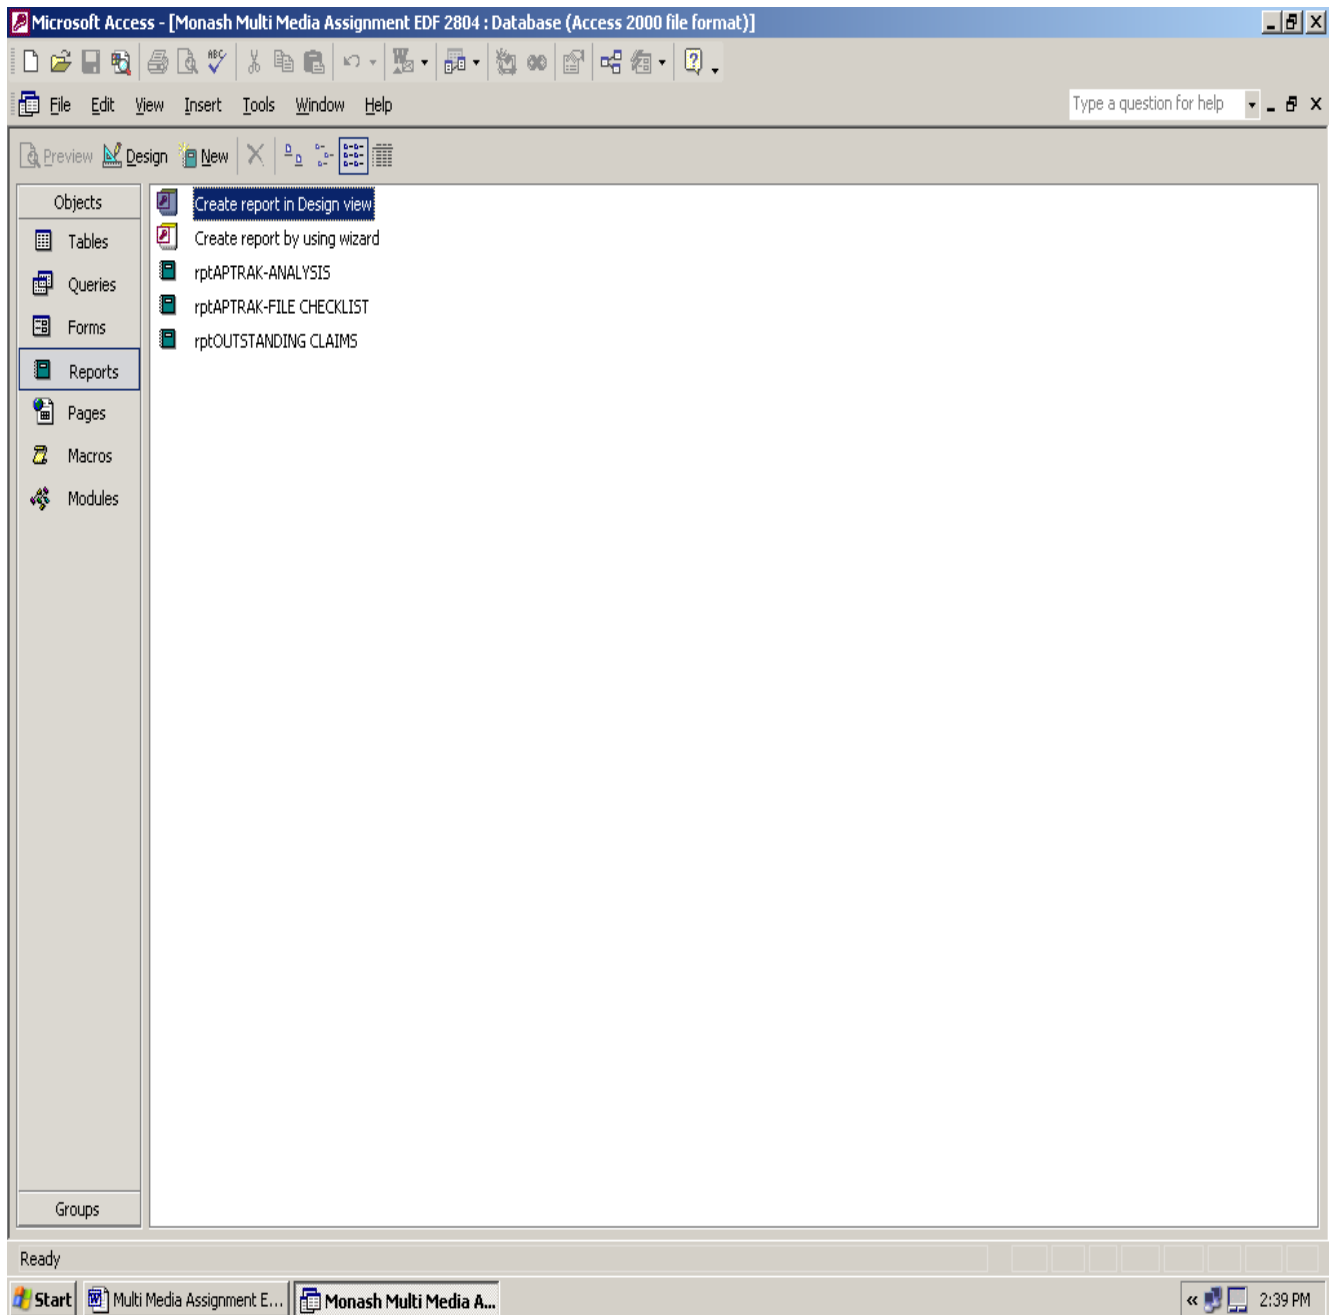 Microsoft Access - [Monash Multi Media Assignment EDF 2804 : Database (Access 2000 file format)]
File Edit View Insert Tools Window Help
Type a question for help
Preview Design New
Objects
Tables
Queries
Forms
Reports
Pages
Macros
Modules
Groups
Create report in Design view
Create report by using wizard
rptAPTRAK-ANALYSIS
rptAPTRAK-FILE CHECKLIST
rptOUTSTANDING CLAIMS
Ready
Start Multi Media Assignment E... Monash Multi Media A... « 2:39 PM